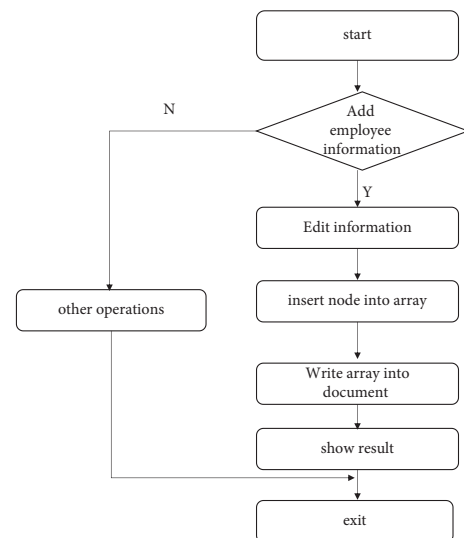 start
N
Add
employee
information
Y
Edit information
insert node into array
other operations
Write array into
document
show result
exit